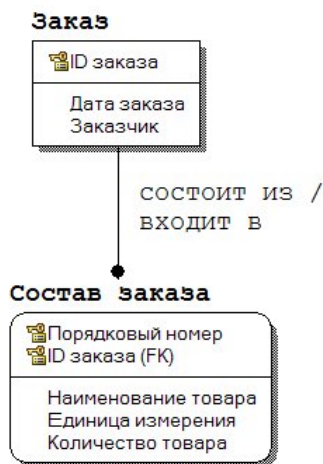 Заказ
ID заказа
Дата заказа
Заказчик
состоит из /
входит в
Состав заказа
Порядковый номер
ID заказа (FK)
Наименование товара
Единица измерения
Количество товара